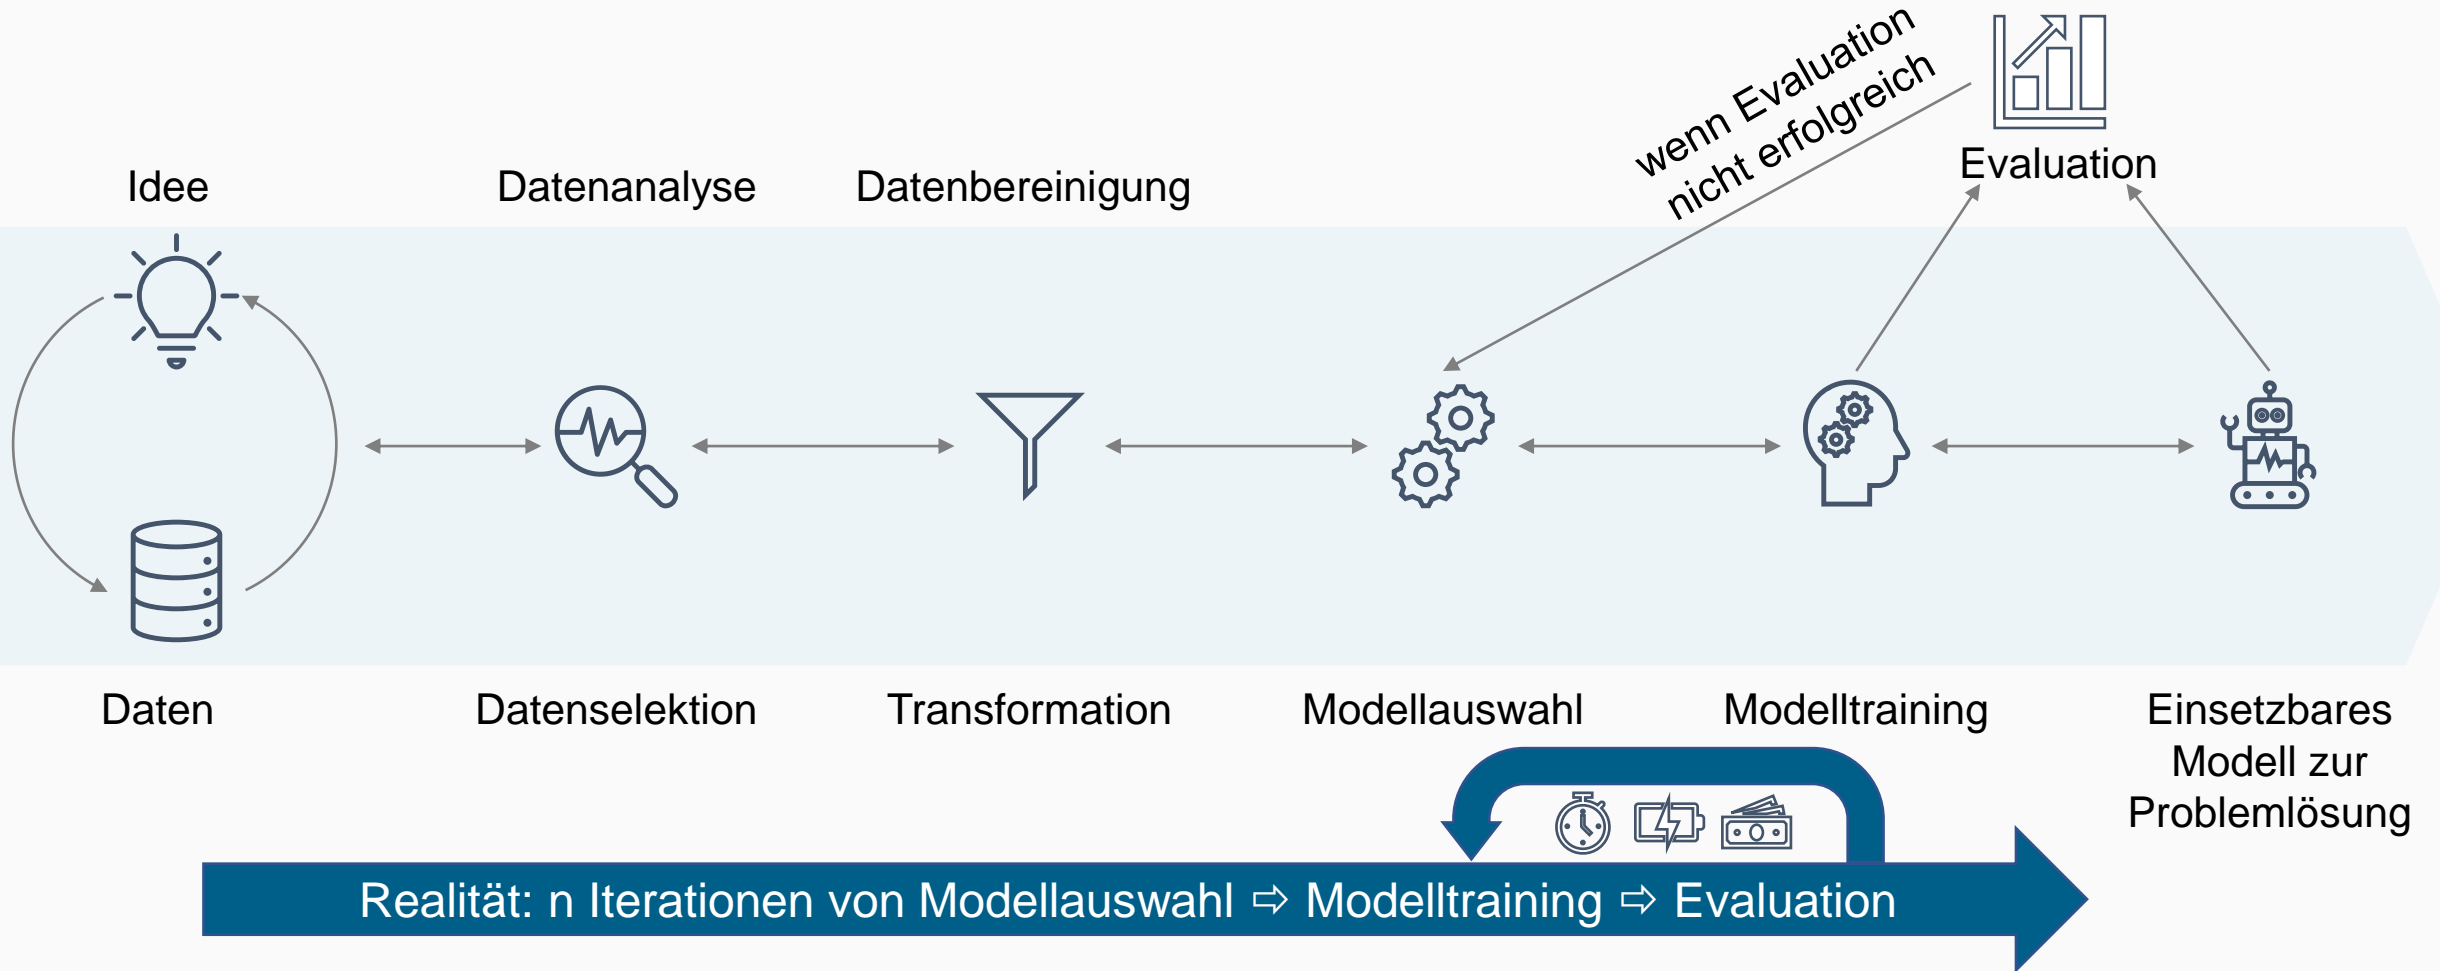 wenn Evaluation
nicht erfolgreich
Evaluation
Idee
Datenanalyse
Datenbereinigung
Daten
Datenselektion
Transformation
Modellauswahl
Modelltraining
Einsetzbares
Modell zur
Problemlösung
Realität: n Iterationen von Modellauswahl ⇨ Modelltraining ⇨ Evaluation